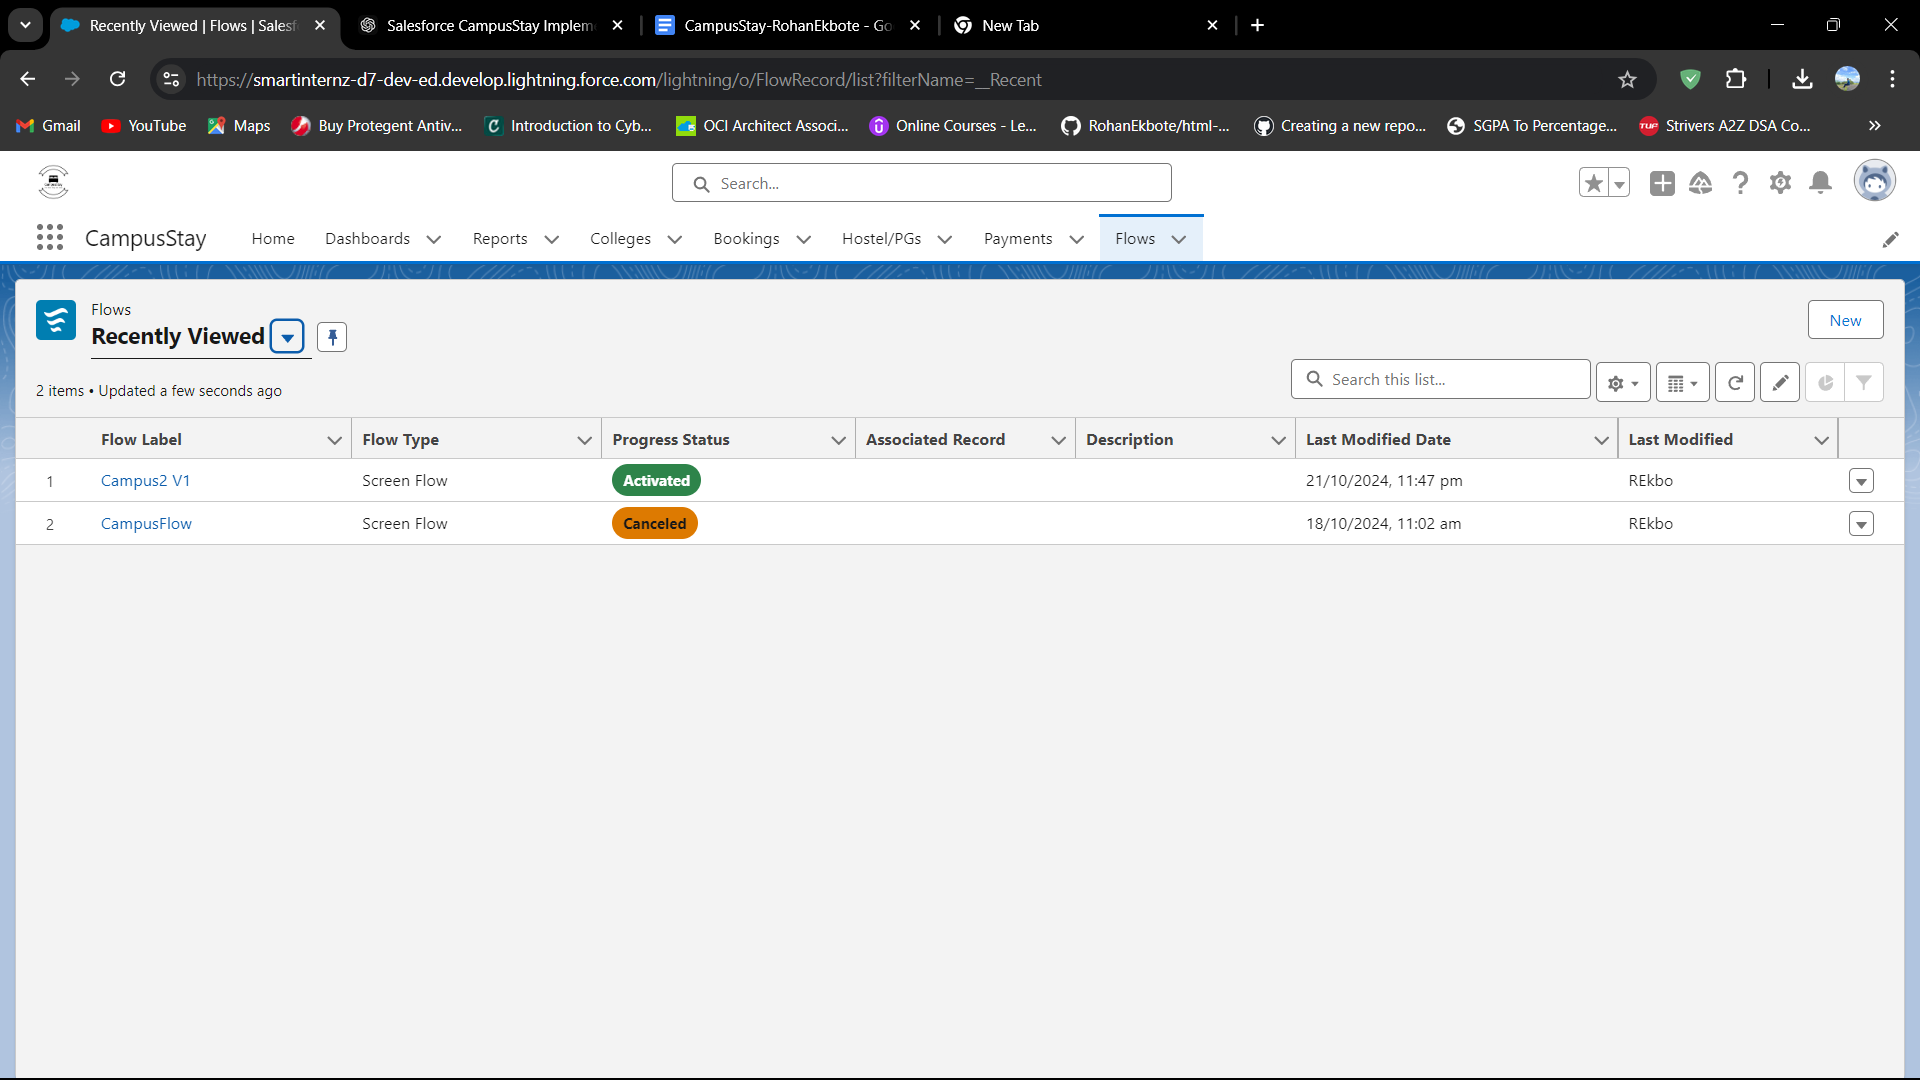 Recently Viewed | Flows | Salesf
Salesforce CampusStay Implem
CampusStay-RohanEkbote - Go
New Tab
https://smartinternz-d7-dev-ed.develop.lightning.force.com/lightning/o/FlowRecord/list?filterName=__Recent
Gmail
YouTube
Maps
Buy Protegent Antiv...
Introduction to Cyb...
OCI Architect Associ...
Online Courses - Le...
RohanEkbote/html-...
Creating a new repo...
SGPA To Percentage...
TUF
Strivers A2Z DSA Co...
Search...
CampusStay
Home
Dashboards
Reports
Colleges
Bookings
Hostel/PGs
Payments
Flows
Flows
Recently Viewed
New
2 items • Updated a few seconds ago
Search this list...
Flow Label
Flow Type
Progress Status
Associated Record
Description
Last Modified Date
Last Modified
1 Campus2 V1 Screen Flow Activated 21/10/2024, 11:47 pm REkbo
2 CampusFlow Screen Flow Canceled 18/10/2024, 11:02 am REkbo